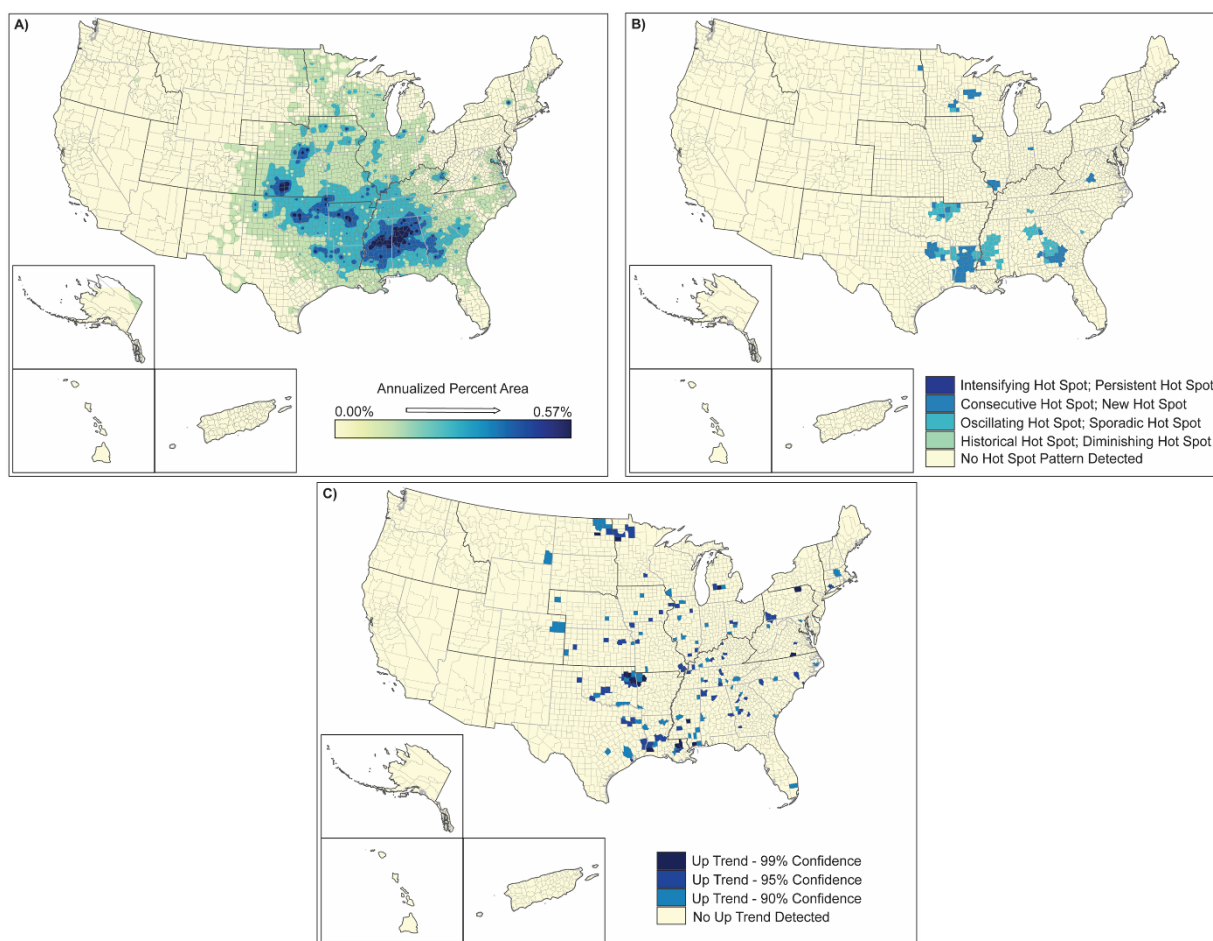 A)
Annualized Percent Area
0.00%
0.57%
B)
Intensifying Hot Spot; Persistent Hot Spot
Consecutive Hot Spot; New Hot Spot
Oscillating Hot Spot; Sporadic Hot Spot
Historical Hot Spot; Diminishing Hot Spot
No Hot Spot Pattern Detected
C)
Up Trend - 99% Confidence
Up Trend - 95% Confidence
Up Trend - 90% Confidence
No Up Trend Detected